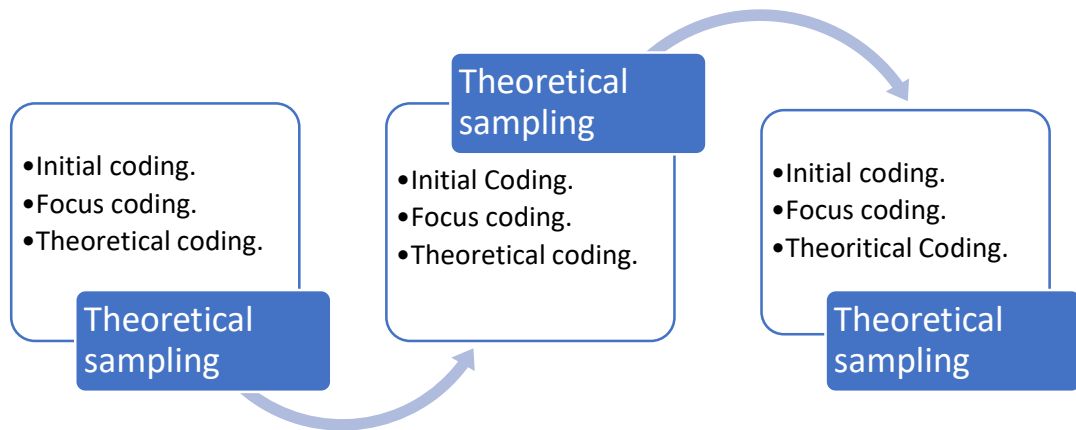 •Initial coding.
•Focus coding.
•Theoretical coding.
Theoretical
sampling
Theoretical
sampling
•Initial Coding.
•Focus coding.
•Theoretical coding.
•Initial coding.
•Focus coding.
•Theoritical Coding.
Theoretical
sampling